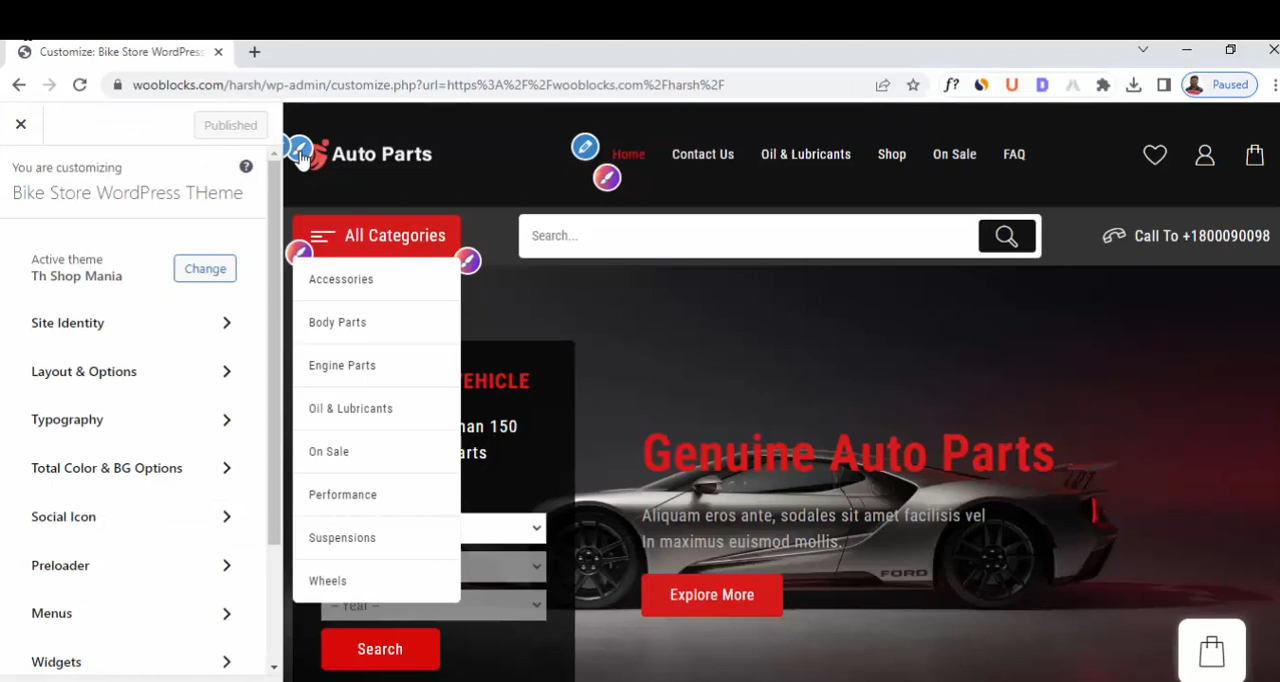 Customize: Bike Store WordPres
wooblocks.com/harsh/wp-admin/customize.php?url=https%3A%2F%2Fwooblocks.com%2Fharsh%2F
f?
U
D
Paused
Published
You are customizing
Bike Store WordPress THeme
Active theme
Th Shop Mania
Change
Site Identity
Layout & Options
Typography
Total Color & BG Options
Social Icon
Preloader
Menus
Widgets
Auto Parts
Home
Contact Us
Oil & Lubricants
Shop
On Sale
FAQ
All Categories
Search...
Call To +1800090098
Accessories
Body Parts
Engine Parts
Oil & Lubricants
On Sale
Performance
Suspensions
Wheels
EHICLE
an 150
– Year –
Search
Genuine Auto Parts
Aliquam eros ante, sodales sit amet facilisis vel
In maximus euismod mollis.
Explore More
FORD